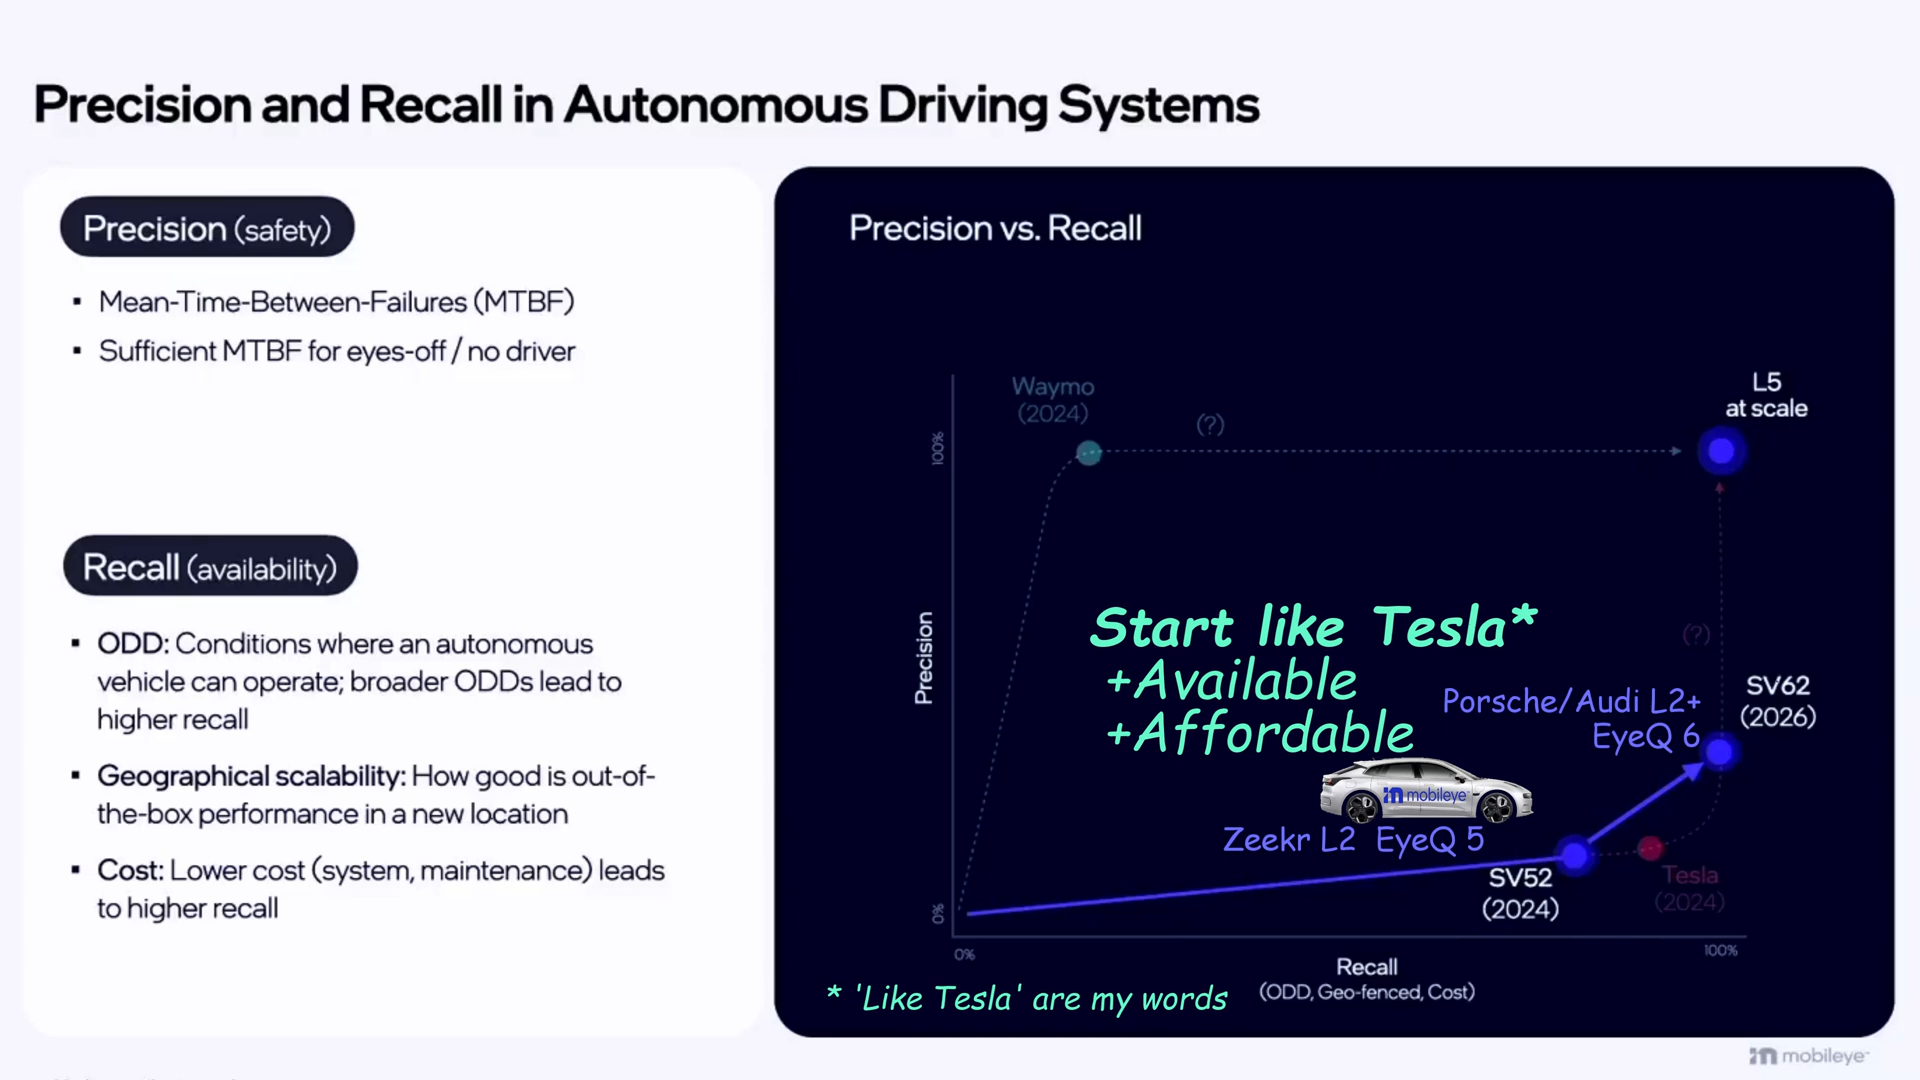 Precision and Recall in Autonomous Driving Systems
Precision (safety)
▪ Mean-Time-Between-Failures (MTBF)
▪ Sufficient MTBF for eyes-off / no driver
Recall (availability)
▪ ODD: Conditions where an autonomous
vehicle can operate; broader ODDs lead to
higher recall
▪ Geographical scalability: How good is out-of-
the-box performance in a new location
▪ Cost: Lower cost (system, maintenance) leads
to higher recall
Precision vs. Recall
Waymo
(2024)
(?)
L5
at scale
100%
Precision
Start like Tesla*
+Available
+Affordable
(?)
Porsche/Audi L2+
EyeQ 6
SV62
(2026)
mobileye
Zeekr L2 EyeQ 5
SV52
(2024)
Tesla
(2024)
0%
0%
100%
Recall
(ODD, Geo-fenced, Cost)
* 'Like Tesla' are my words
mobileye